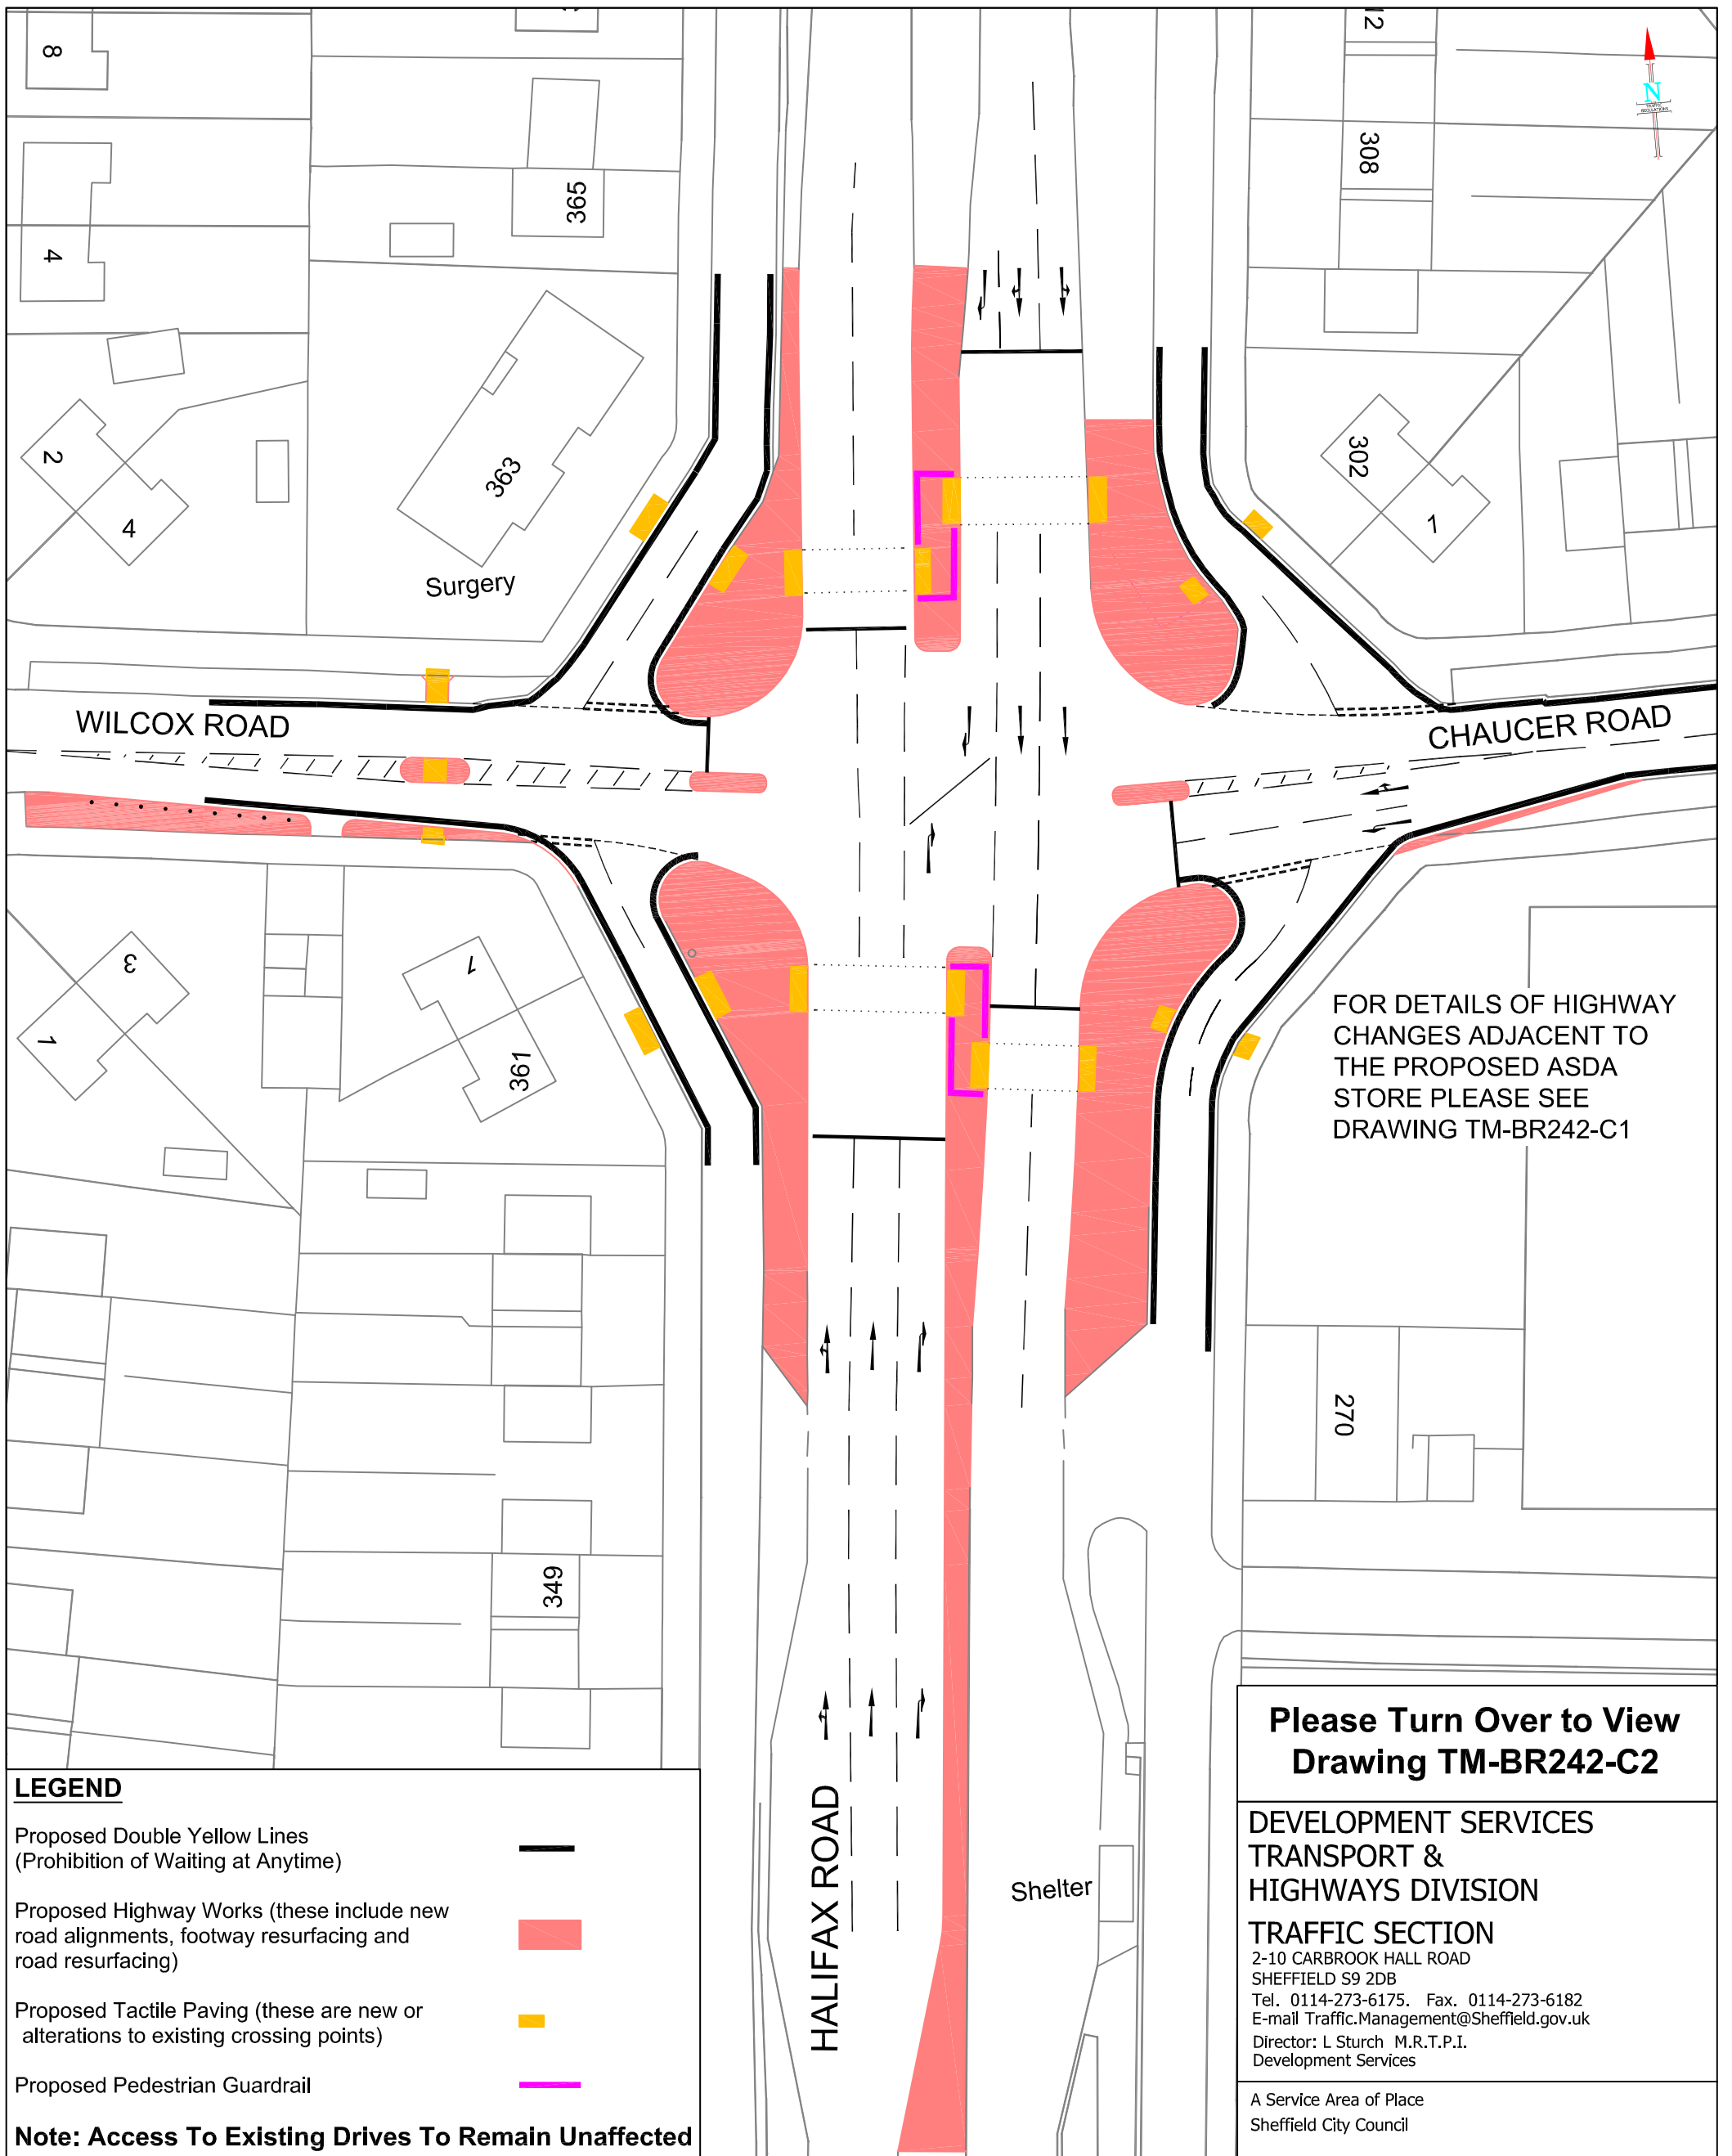 8
12
N
308
365
4
302
2
363
4
1
Surgery
WILCOX ROAD
CHAUCER ROAD
3
1
1
361
FOR DETAILS OF HIGHWAY
CHANGES ADJACENT TO
THE PROPOSED ASDA
STORE PLEASE SEE
DRAWING TM-BR242-C1
270
349
HALIFAX ROAD
Shelter
LEGEND
Proposed Double Yellow Lines
(Prohibition of Waiting at Anytime)
Proposed Highway Works (these include new
road alignments, footway resurfacing and
road resurfacing)
Proposed Tactile Paving (these are new or
alterations to existing crossing points)
Proposed Pedestrian Guardrail
Note: Access To Existing Drives To Remain Unaffected
Please Turn Over to View
Drawing TM-BR242-C2
DEVELOPMENT SERVICES
TRANSPORT &
HIGHWAYS DIVISION
TRAFFIC SECTION
2-10 CARBROOK HALL ROAD
SHEFFIELD S9 2DB
Tel. 0114-273-6175. Fax. 0114-273-6182
E-mail Traffic.Management@Sheffield.gov.uk
Director: L Sturch M.R.T.P.I.
Development Services
A Service Area of Place
Sheffield City Council